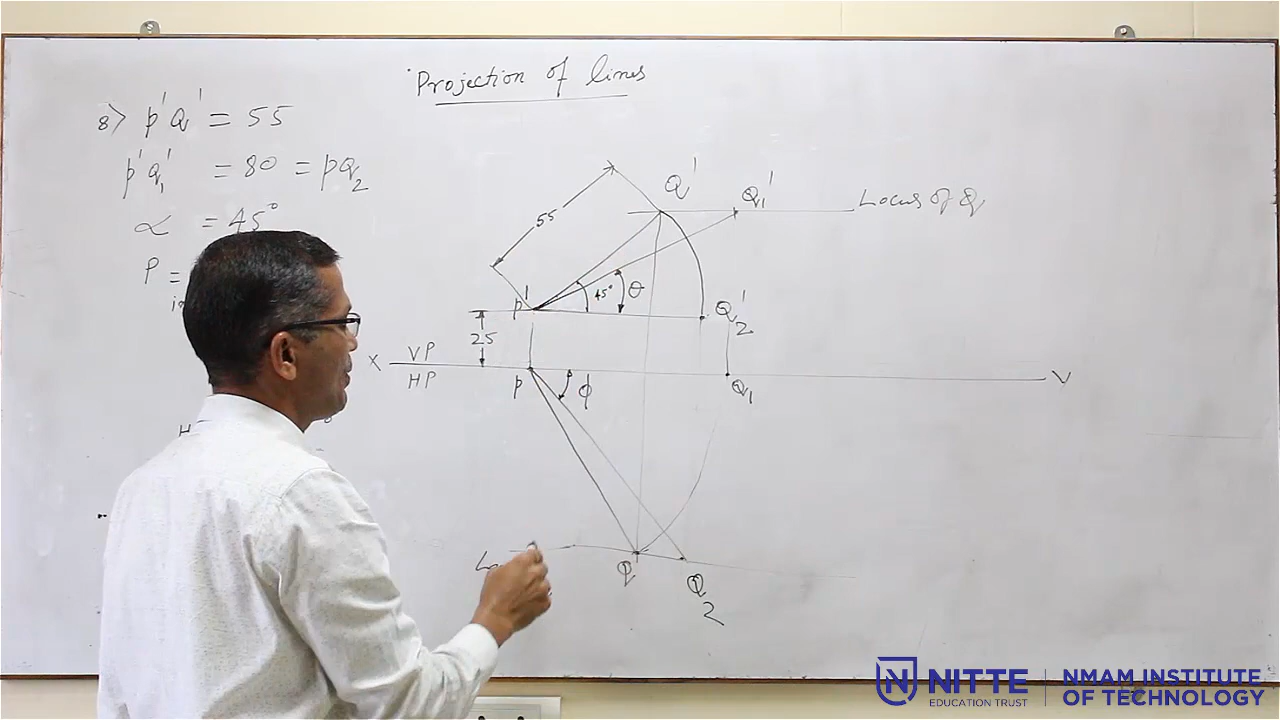 Projection of lines
8> p'Q' = 55
p'q₁' = 80 = pQ₂
α = 45°
P =
55
Q'
Q₁'
Locus of Q
p'
45°
θ
Q₂'
25
X
VP
HP
p
ϕ
Q₁
Q
Q₂
NITTE
EDUCATION TRUST
NMAM INSTITUTE
OF TECHNOLOGY